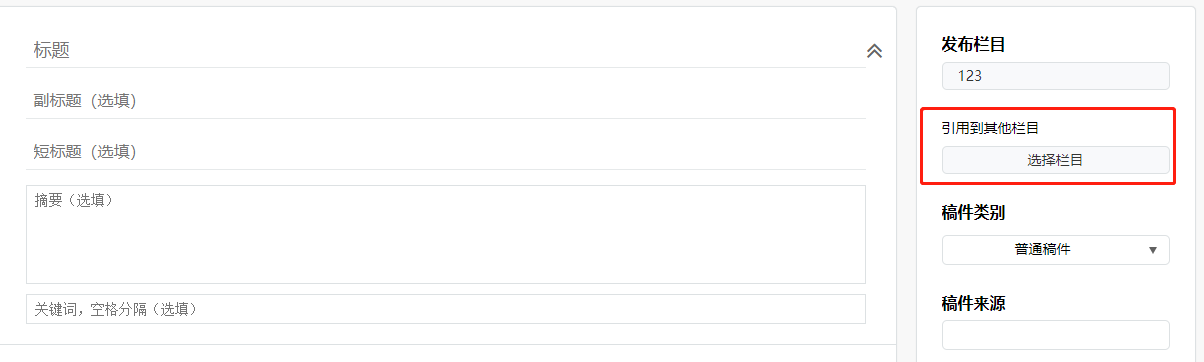 标题
副标题（选填）
短标题（选填）
摘要（选填）
关键词，空格分隔（选填）
发布栏目
123
引用到其他栏目
选择栏目
稿件类别
普通稿件
稿件来源